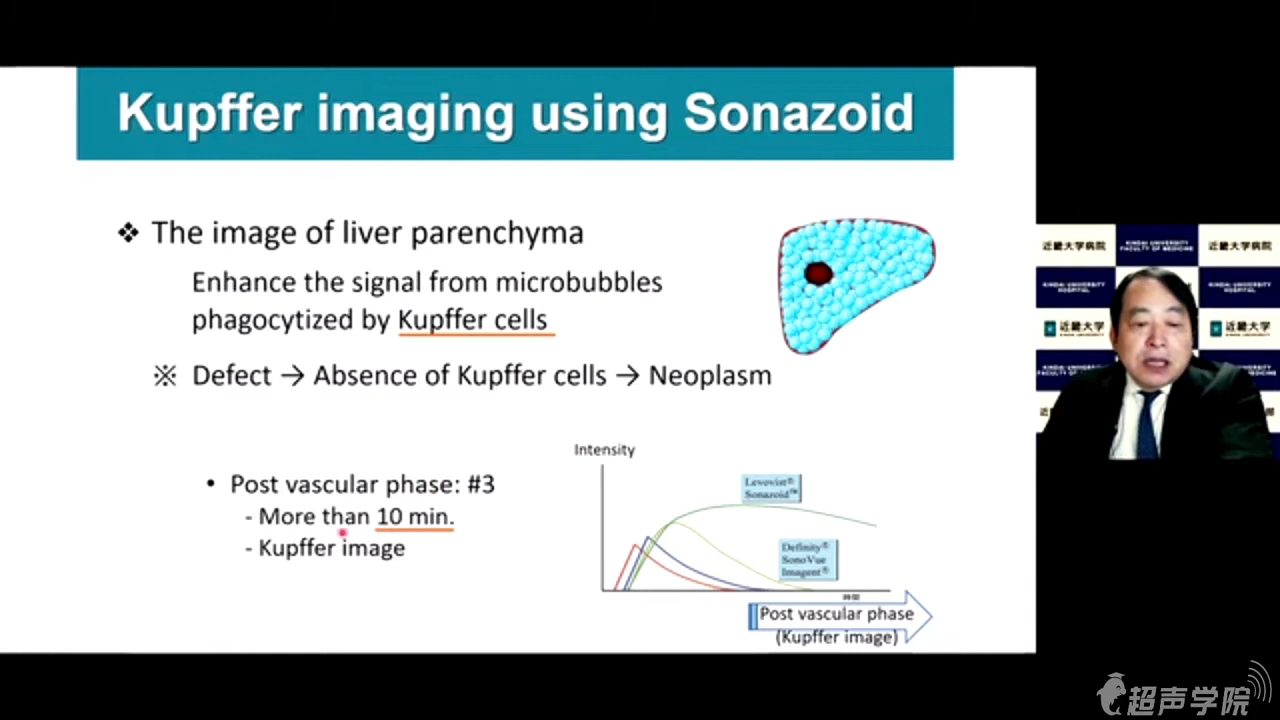 Kupffer imaging using Sonazoid
❖ The image of liver parenchyma
Enhance the signal from microbubbles
phagocytized by Kupffer cells
※ Defect → Absence of Kupffer cells → Neoplasm
• Post vascular phase: #3
- More than 10 min.
- Kupffer image
Intensity
Levovist®
Sonazoid™
Definity®
SonoVue
Imagent®
時間
Post vascular phase
(Kupffer image)
近畿大学病院
KINDAI UNIVERSITY
FACULTY OF MEDICINE
近畿大学病院
KINDAI UNIVERSITY
HOSPITAL
KINDAI UNIVERSITY
HOSPITAL
近畿大学
近畿大学
超声学院